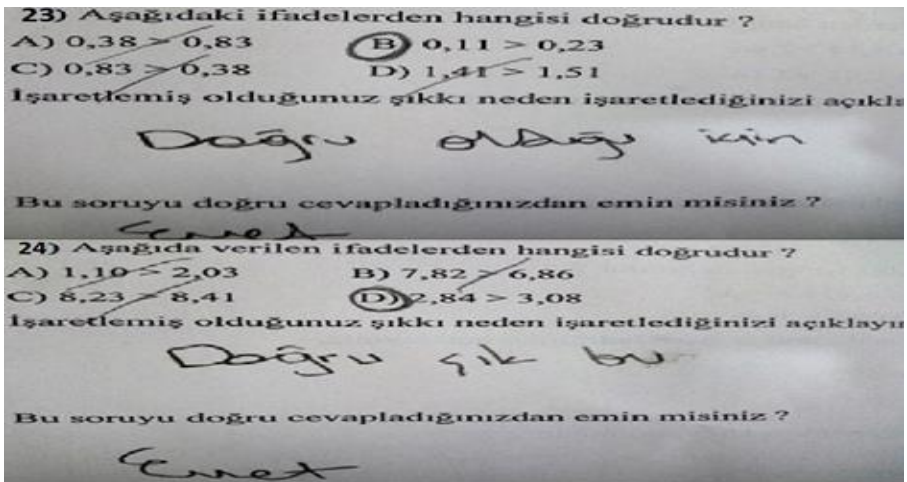 23) Aşağıdaki ifadelerden hangisi doğrudur ?
A) 0,38 > 0,83 B) 0,11 > 0,23
C) 0,83 > 0,38 D) 1,41 > 1,51
İşaretlemiş olduğunuz şıkkı neden işaretlediğinizi açıkla
Doğru olduğu için
Bu soruyu doğru cevapladığınızdan emin misiniz ?
Evet
24) Aşağıda verilen ifadelerden hangisi doğrudur ?
A) 1,10 2,03 B) 7,82 > 6,86
C) 8,23 8,41 D) 2,84 > 3,08
İşaretlemiş olduğunuz şıkkı neden işaretlediğinizi açıklayı
Doğru şık bu
Bu soruyu doğru cevapladığınızdan emin misiniz ?
Evet